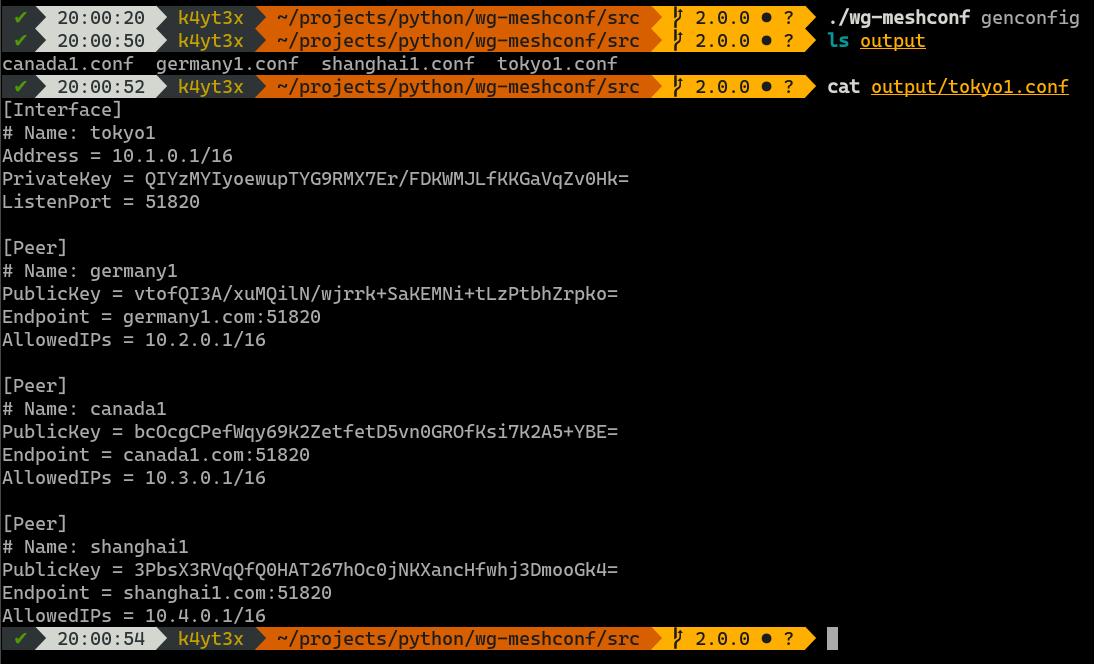 ✔ 20:00:20 k4yt3x ~/projects/python/wg-meshconf/src 2.0.0 ● ? ./wg-meshconf genconfig
✔ 20:00:50 k4yt3x ~/projects/python/wg-meshconf/src 2.0.0 ● ? ls output
canada1.conf germany1.conf shanghai1.conf tokyo1.conf
✔ 20:00:52 k4yt3x ~/projects/python/wg-meshconf/src 2.0.0 ● ? cat output/tokyo1.conf
[Interface]
# Name: tokyo1
Address = 10.1.0.1/16
PrivateKey = QIYzMYIyoewupTYG9RMX7Er/FDKWMJLfKKGaVqZv0Hk=
ListenPort = 51820
[Peer]
# Name: germany1
PublicKey = vtofQI3A/xuMQilN/wjrrk+SaKEMNi+tLzPtbhZrpko=
Endpoint = germany1.com:51820
AllowedIPs = 10.2.0.1/16
[Peer]
# Name: canada1
PublicKey = bcOcgCPefWqy69K2ZetfetD5vn0GROfKsi7K2A5+YBE=
Endpoint = canada1.com:51820
AllowedIPs = 10.3.0.1/16
[Peer]
# Name: shanghai1
PublicKey = 3PbsX3RVqQfQ0HAT267hOc0jNKXancHfwhj3DmooGk4=
Endpoint = shanghai1.com:51820
AllowedIPs = 10.4.0.1/16
✔ 20:00:54 k4yt3x ~/projects/python/wg-meshconf/src 2.0.0 ● ?